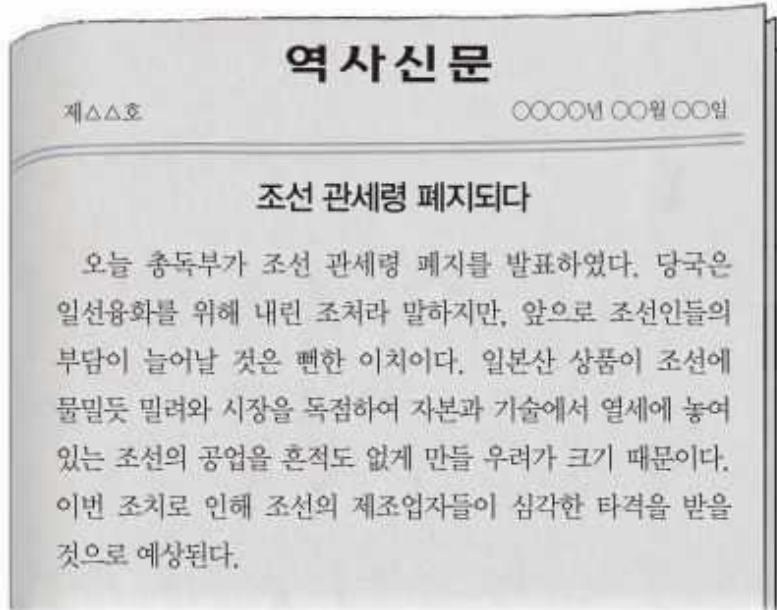 역사신문
제△△호 ○○○○년 ○○월 ○○일
조선 관세령 폐지되다
오늘 총독부가 조선 관세령 폐지를 발표하였다. 당국은
일선융화를 위해 내린 조처라 말하지만, 앞으로 조선인들의
부담이 늘어날 것은 뻔한 이치이다. 일본산 상품이 조선에
물밀듯 밀려와 시장을 독점하여 자본과 기술에서 열세에 놓여
있는 조선의 공업을 흔적도 없게 만들 우려가 크기 때문이다.
이번 조치로 인해 조선의 제조업자들이 심각한 타격을 받을
것으로 예상된다.